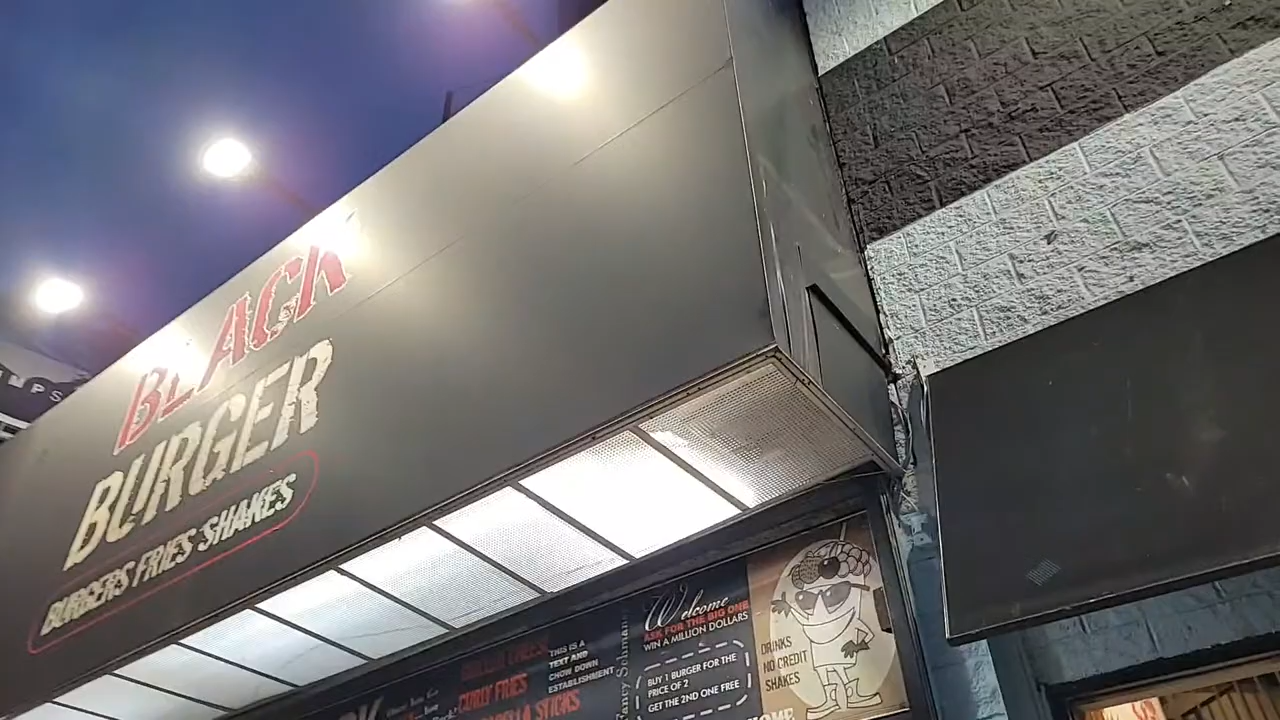 BLACK
BURGER
BURGERS FRIES SHAKES
CURLY FRIES
THIS IS A
TEXT AND
CHOW DOWN
ESTABLISHMENT
Fancy Schmancy
Welcome
ASK FOR THE BIG ONE
WIN A MILLION DOLLARS
BUY 1 BURGER FOR THE
PRICE OF 2
GET THE 2ND ONE FREE
DRINKS
NO CREDIT
SHAKES